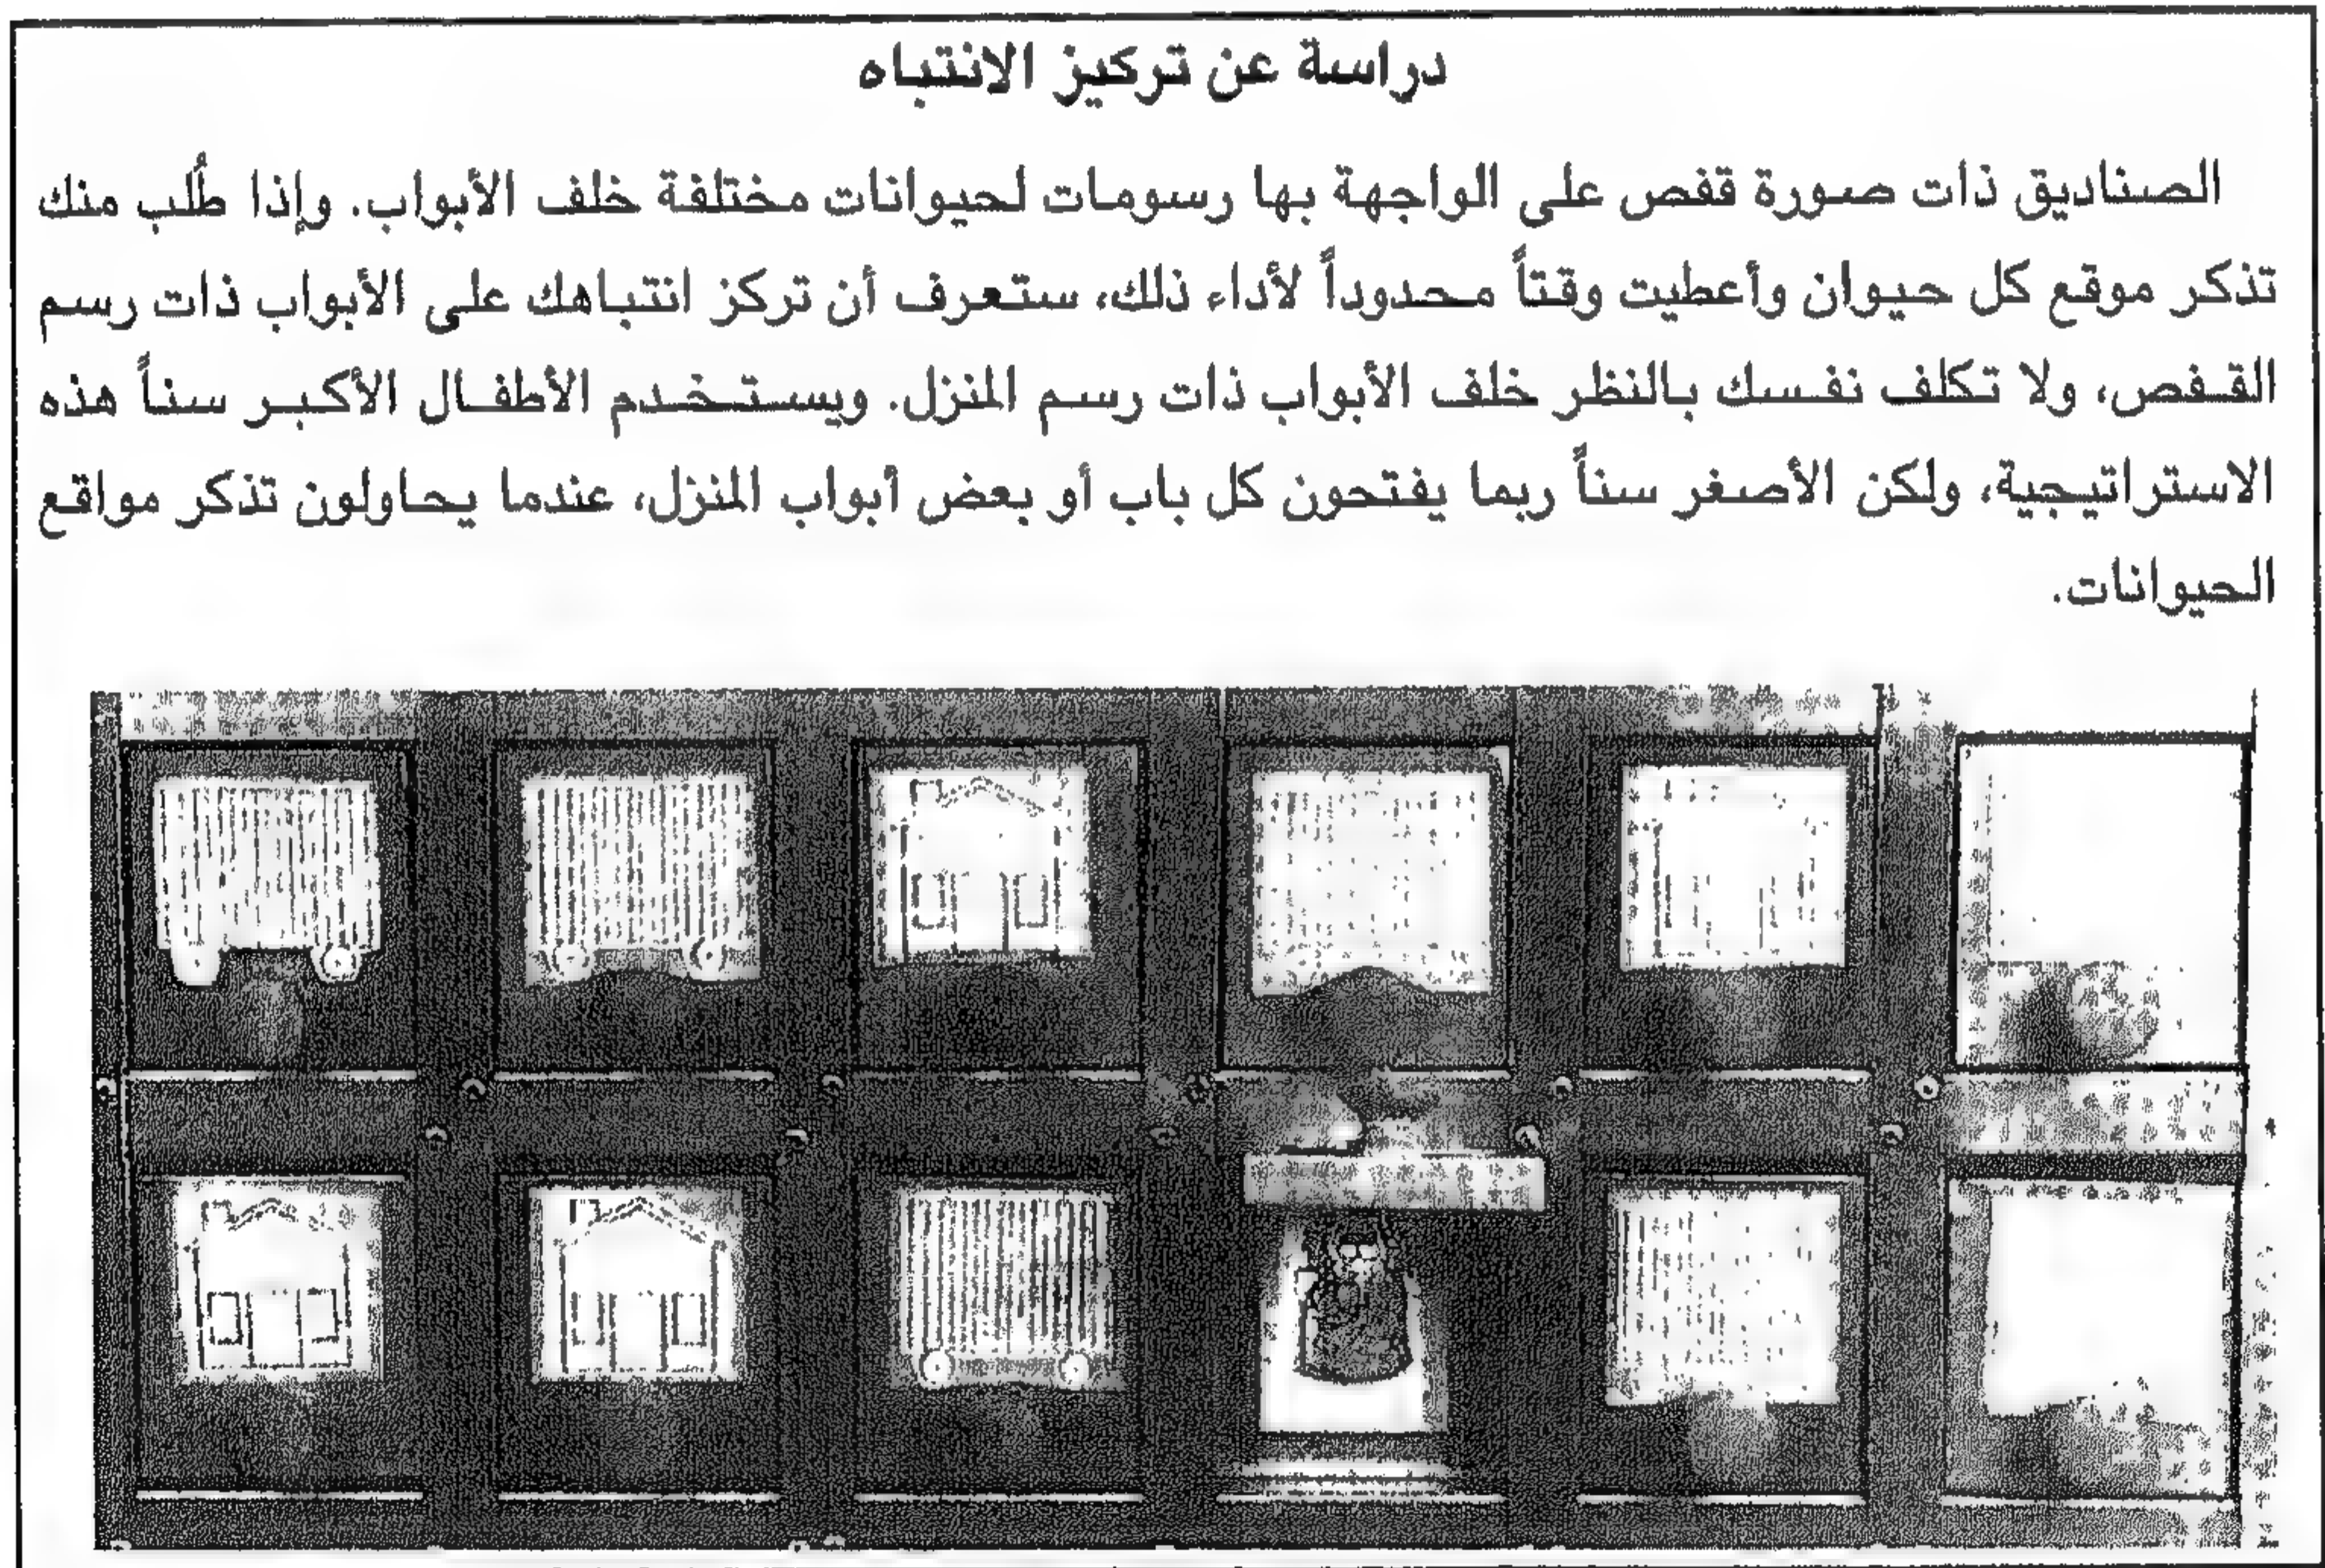 دراسة عن تركيز الانتباه
الصناديق ذات صورة قفص على الواجهة بها رسومات لحيوانات مختلفة خلف الأبواب. وإذا طُلب منك
تذكر موقع كل حيوان وأعطيت وقتاً محدوداً لأداء ذلك، ستعرف أن تركز انتباهك على الأبواب ذات رسم
القفص، ولا تكلف نفسك بالنظر خلف الأبواب ذات رسم المنزل. ويستخدم الأطفال الأكبر سناً هذه
الاستراتيجية، ولكن الأصغر سناً ربما يفتحون كل باب أو بعض أبواب المنزل، عندما يحاولون تذكر مواقع
الحيوانات.